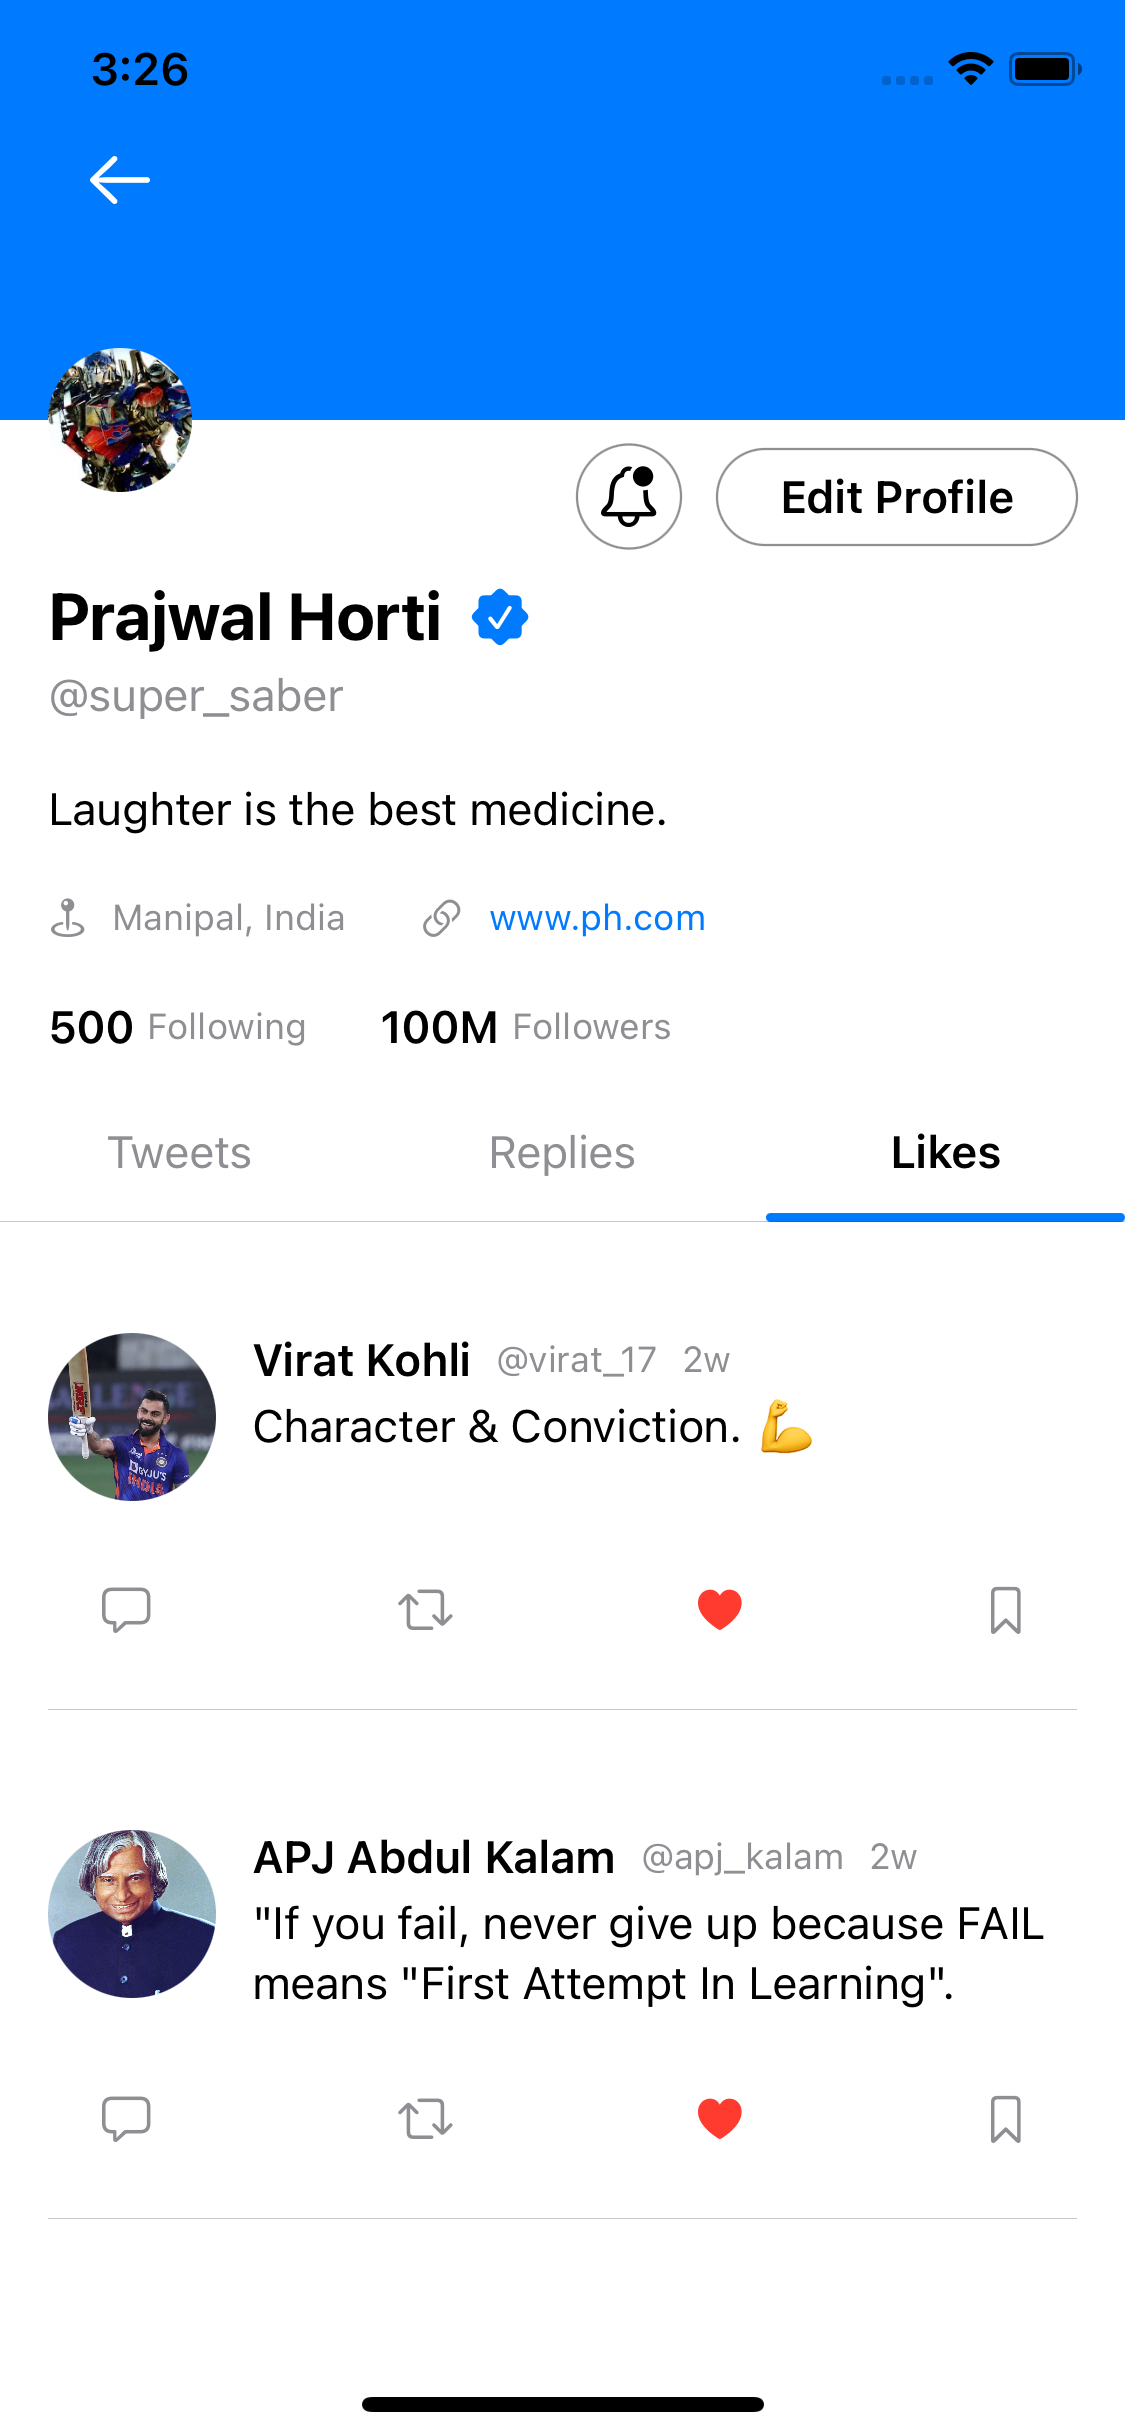 3:26
Edit Profile
Prajwal Horti
@super_saber
Laughter is the best medicine.
Manipal, India www.ph.com
500 Following 100M Followers
Tweets Replies Likes
Virat Kohli @virat_17 2w
Character & Conviction. 💪
BYJU'S
INDIA
APJ Abdul Kalam @apj_kalam 2w
"If you fail, never give up because FAIL
means "First Attempt In Learning".